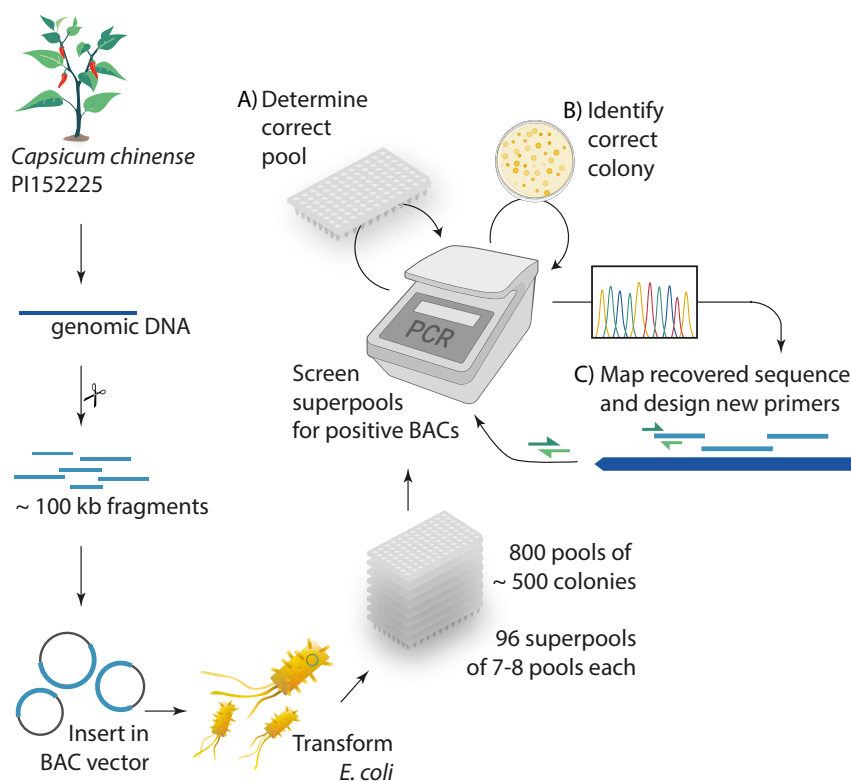 Capsicum chinense
PI152225
genomic DNA
~ 100 kb fragments
Insert in
BAC vector
Transform
E. coli
800 pools of
~ 500 colonies
96 superpools
of 7-8 pools each
Screen
superpools
for positive BACs
PCR
A) Determine
correct
pool
B) Identify
correct
colony
C) Map recovered sequence
and design new primers